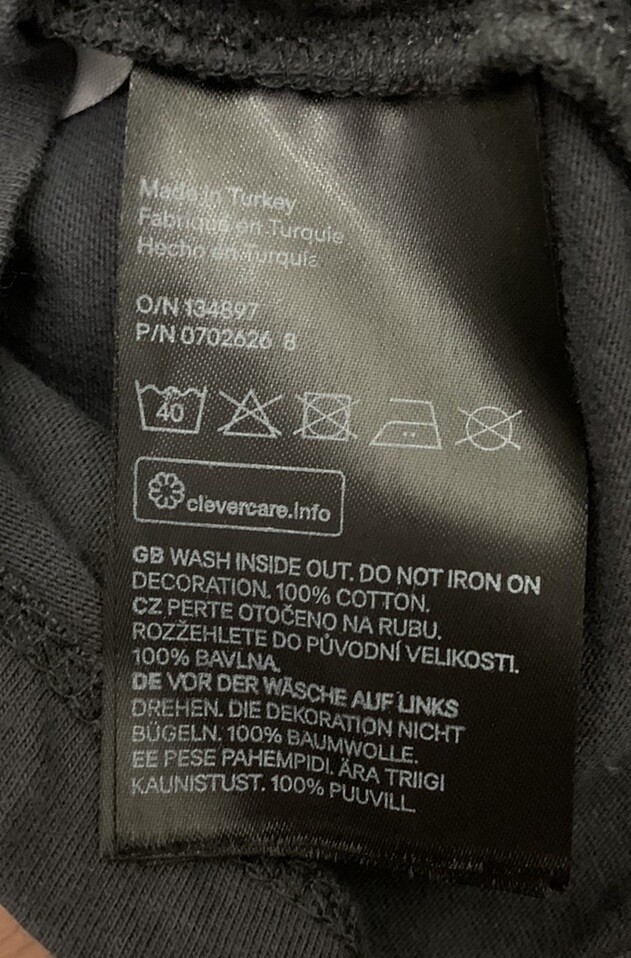 Made in Turkey
Fabriqué en Turquie
Hecho en Turquía
O/N 134897
P/N 0702626 8
40
clevercare.info
GB WASH INSIDE OUT. DO NOT IRON ON
DECORATION. 100% COTTON.
CZ PERTE OTOČENO NA RUBU.
ROZŽEHLETE DO PŮVODNÍ VELIKOSTI.
100% BAVLNA.
DE VOR DER WÄSCHE AUF LINKS
DREHEN. DIE DEKORATION NICHT
BÜGELN. 100% BAUMWOLLE.
EE PESE PAHEMPIDI. ÄRA TRIIGI
KAUNISTUST. 100% PUUVILL.